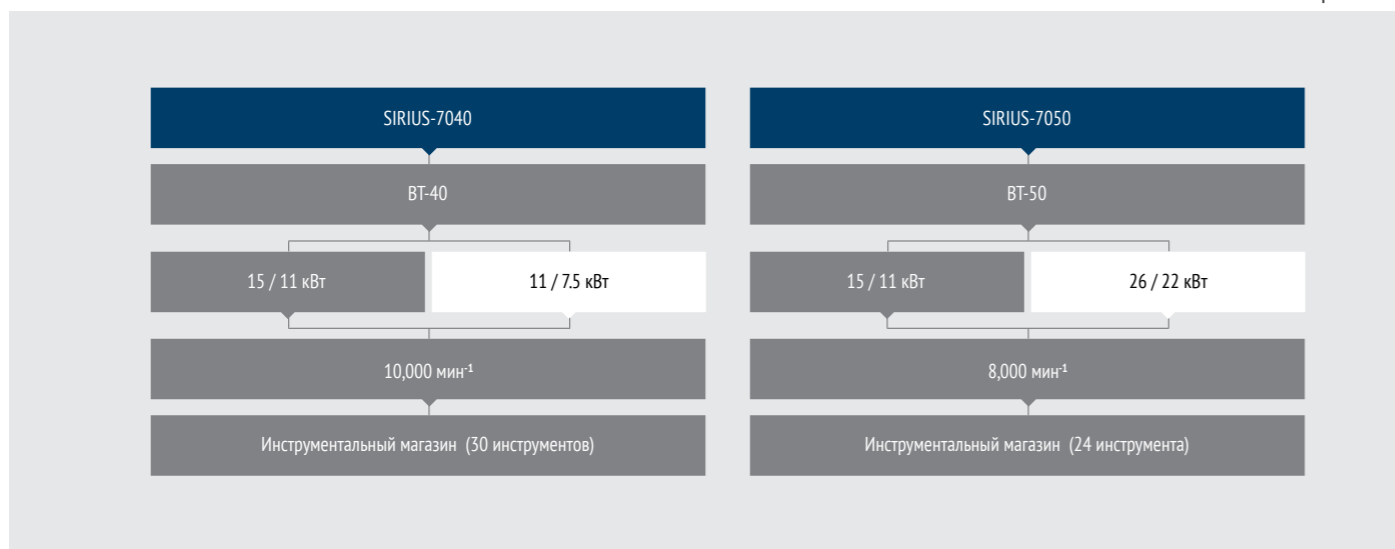 SIRIUS-7040
BT-40
15 / 11 кВт
11 / 7.5 кВт
10,000 мин⁻¹
Инструментальный магазин (30 инструментов)
SIRIUS-7050
BT-50
15 / 11 кВт
26 / 22 кВт
8,000 мин⁻¹
Инструментальный магазин (24 инструмента)